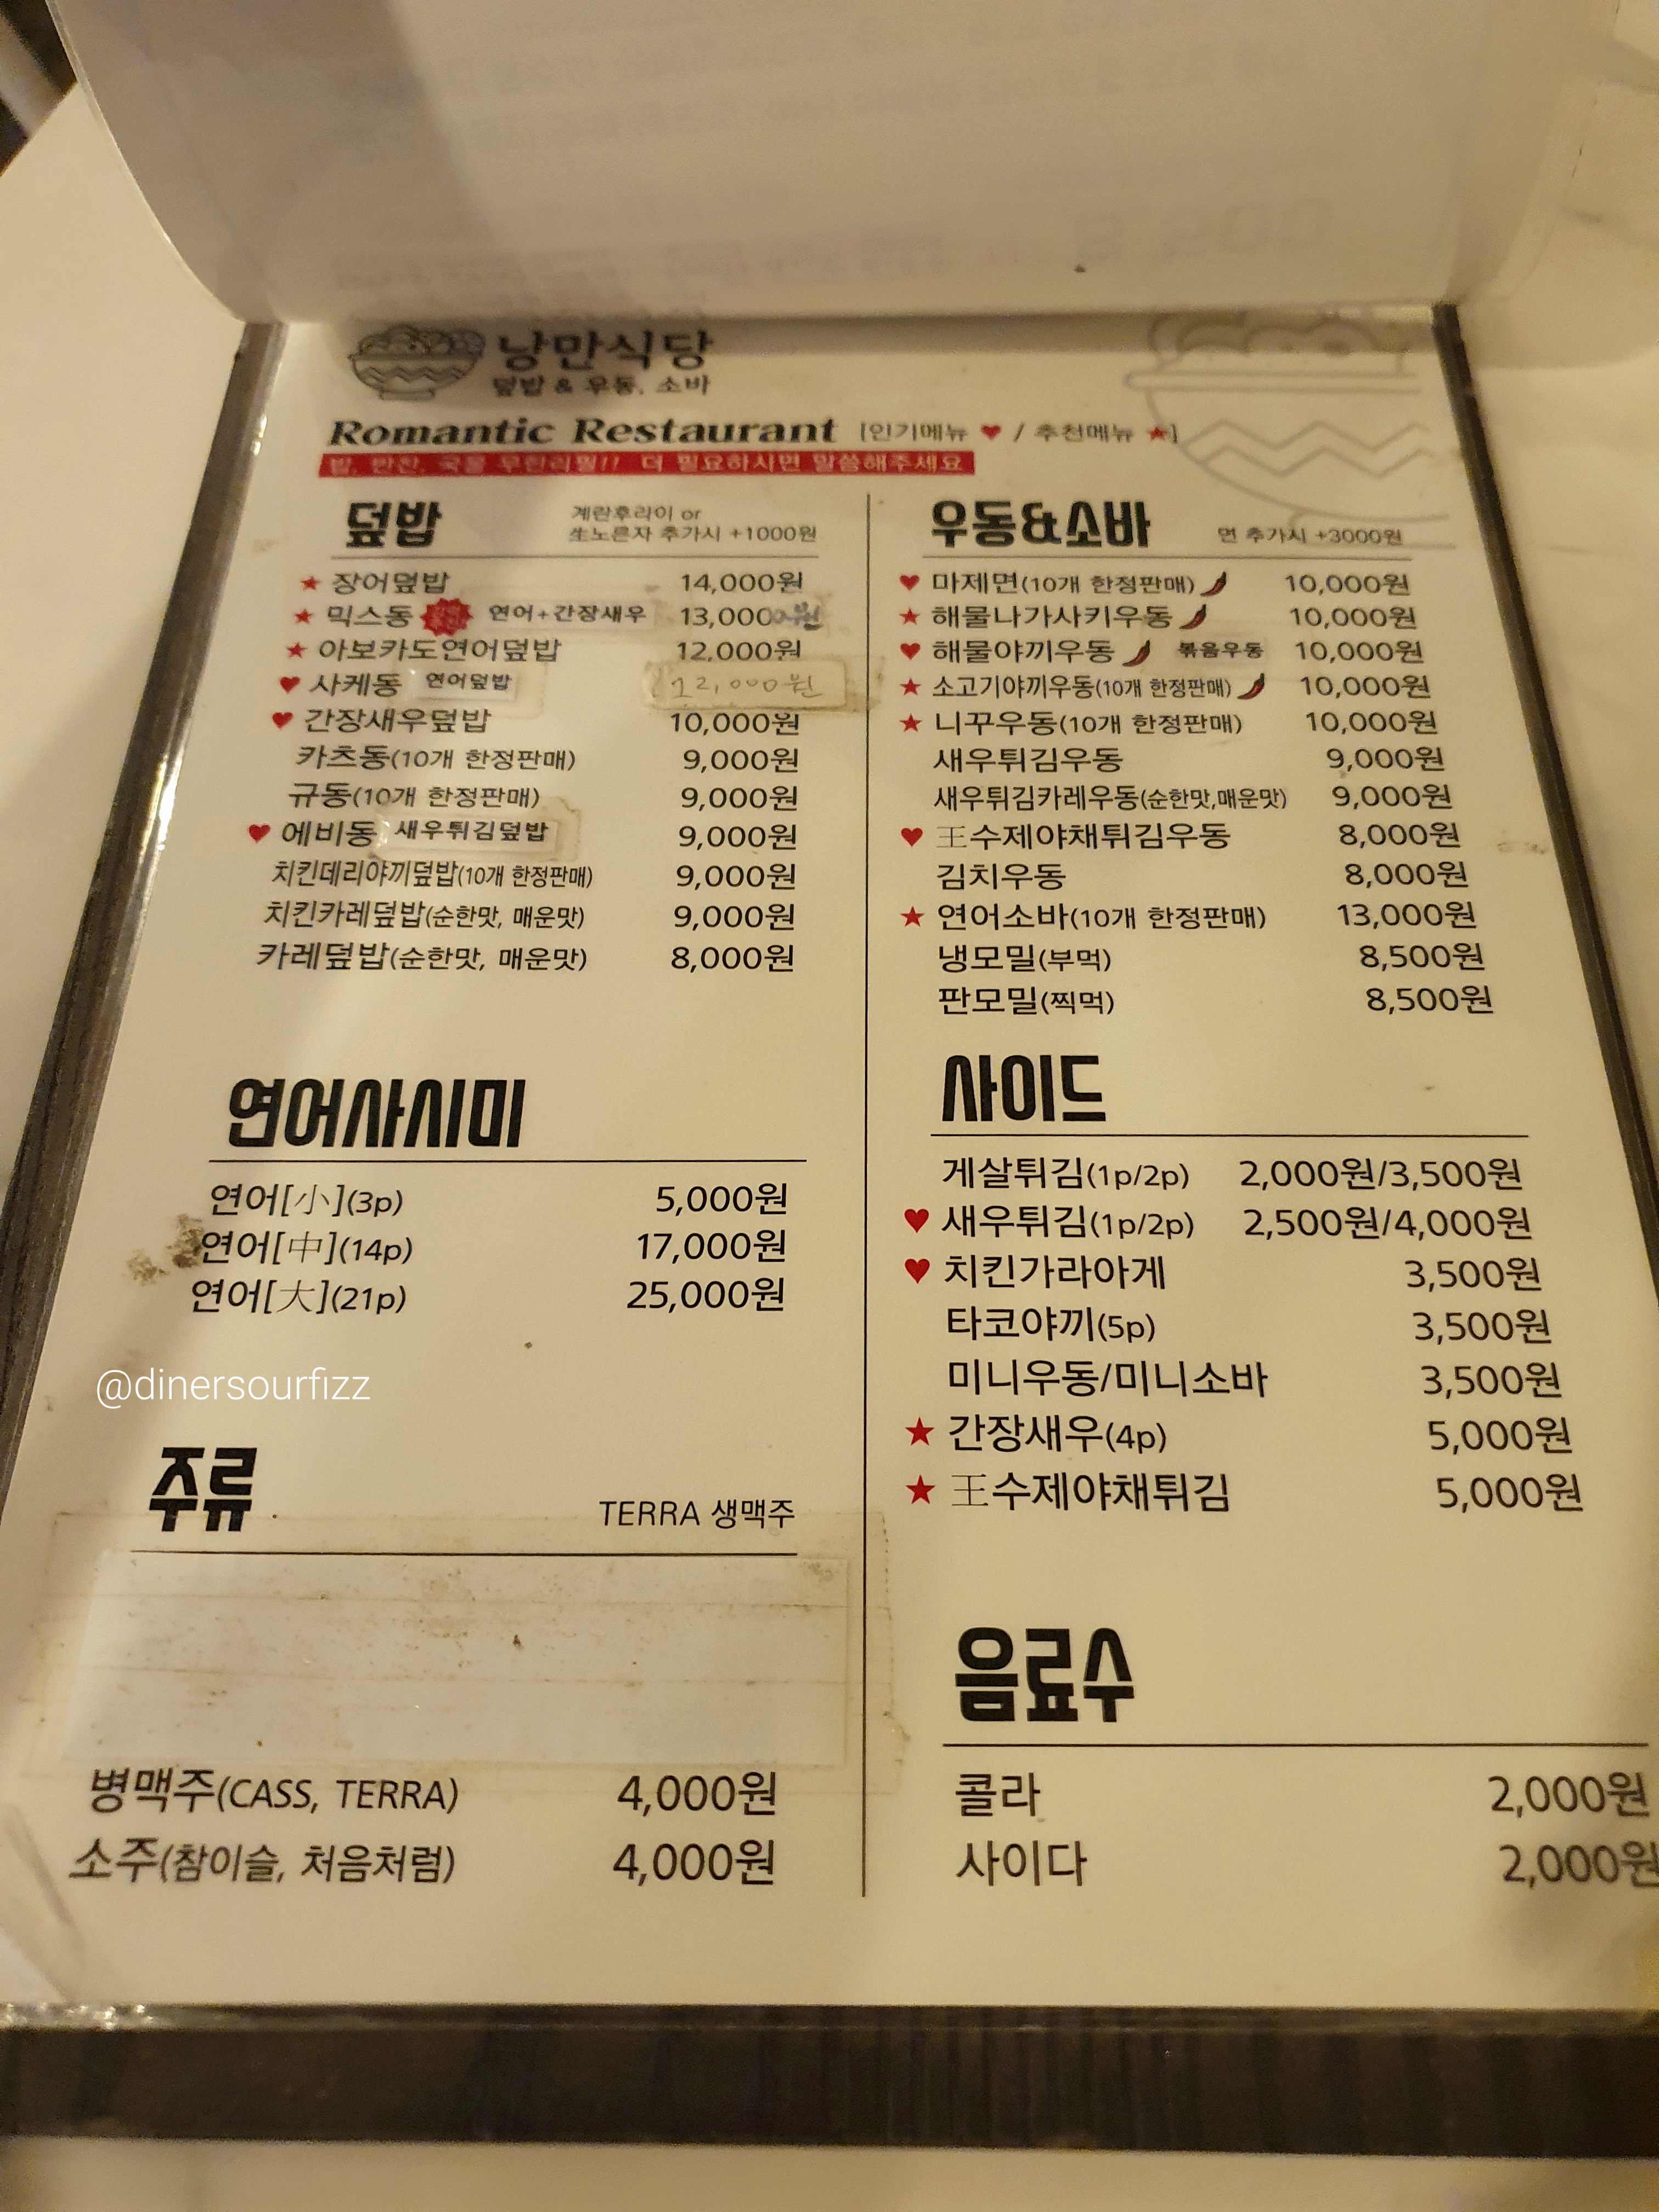 낭만식당
덮밥 & 우동, 소바
Romantic Restaurant [인기메뉴 ♥ / 추천메뉴 ★]
밥, 반찬, 국물 무한리필!! 더 필요하시면 말씀해주세요
덮밥 계란후라이 or
生노른자 추가시 +1000원
★ 장어덮밥 14,000원
★ 믹스동 연어+간장새우 13,000원
★ 아보카도연어덮밥 12,000원
♥ 사케동 연어덮밥 12,000원
♥ 간장새우덮밥 10,000원
카츠동(10개 한정판매) 9,000원
규동(10개 한정판매) 9,000원
♥ 에비동 새우튀김덮밥 9,000원
치킨데리야끼덮밥(10개 한정판매) 9,000원
치킨카레덮밥(순한맛, 매운맛) 9,000원
카레덮밥(순한맛, 매운맛) 8,000원
연어사시미
연어[小](3p) 5,000원
연어[中](14p) 17,000원
연어[大](21p) 25,000원
@dinersourfizz
주류 TERRA 생맥주
병맥주(CASS, TERRA) 4,000원
소주(참이슬, 처음처럼) 4,000원
우동&소바 면 추가시 +3000원
♥ 마제면(10개 한정판매) 10,000원
★ 해물나가사키우동 10,000원
♥ 해물야끼우동 볶음우동 10,000원
★ 소고기야끼우동(10개 한정판매) 10,000원
★ 니꾸우동(10개 한정판매) 10,000원
새우튀김우동 9,000원
새우튀김카레우동(순한맛,매운맛) 9,000원
♥ 王수제야채튀김우동 8,000원
김치우동 8,000원
★ 연어소바(10개 한정판매) 13,000원
냉모밀(부먹) 8,500원
판모밀(찍먹) 8,500원
사이드
게살튀김(1p/2p) 2,000원/3,500원
♥ 새우튀김(1p/2p) 2,500원/4,000원
♥ 치킨가라아게 3,500원
타코야끼(5p) 3,500원
미니우동/미니소바 3,500원
★ 간장새우(4p) 5,000원
★ 王수제야채튀김 5,000원
음료수
콜라 2,000원
사이다 2,000원